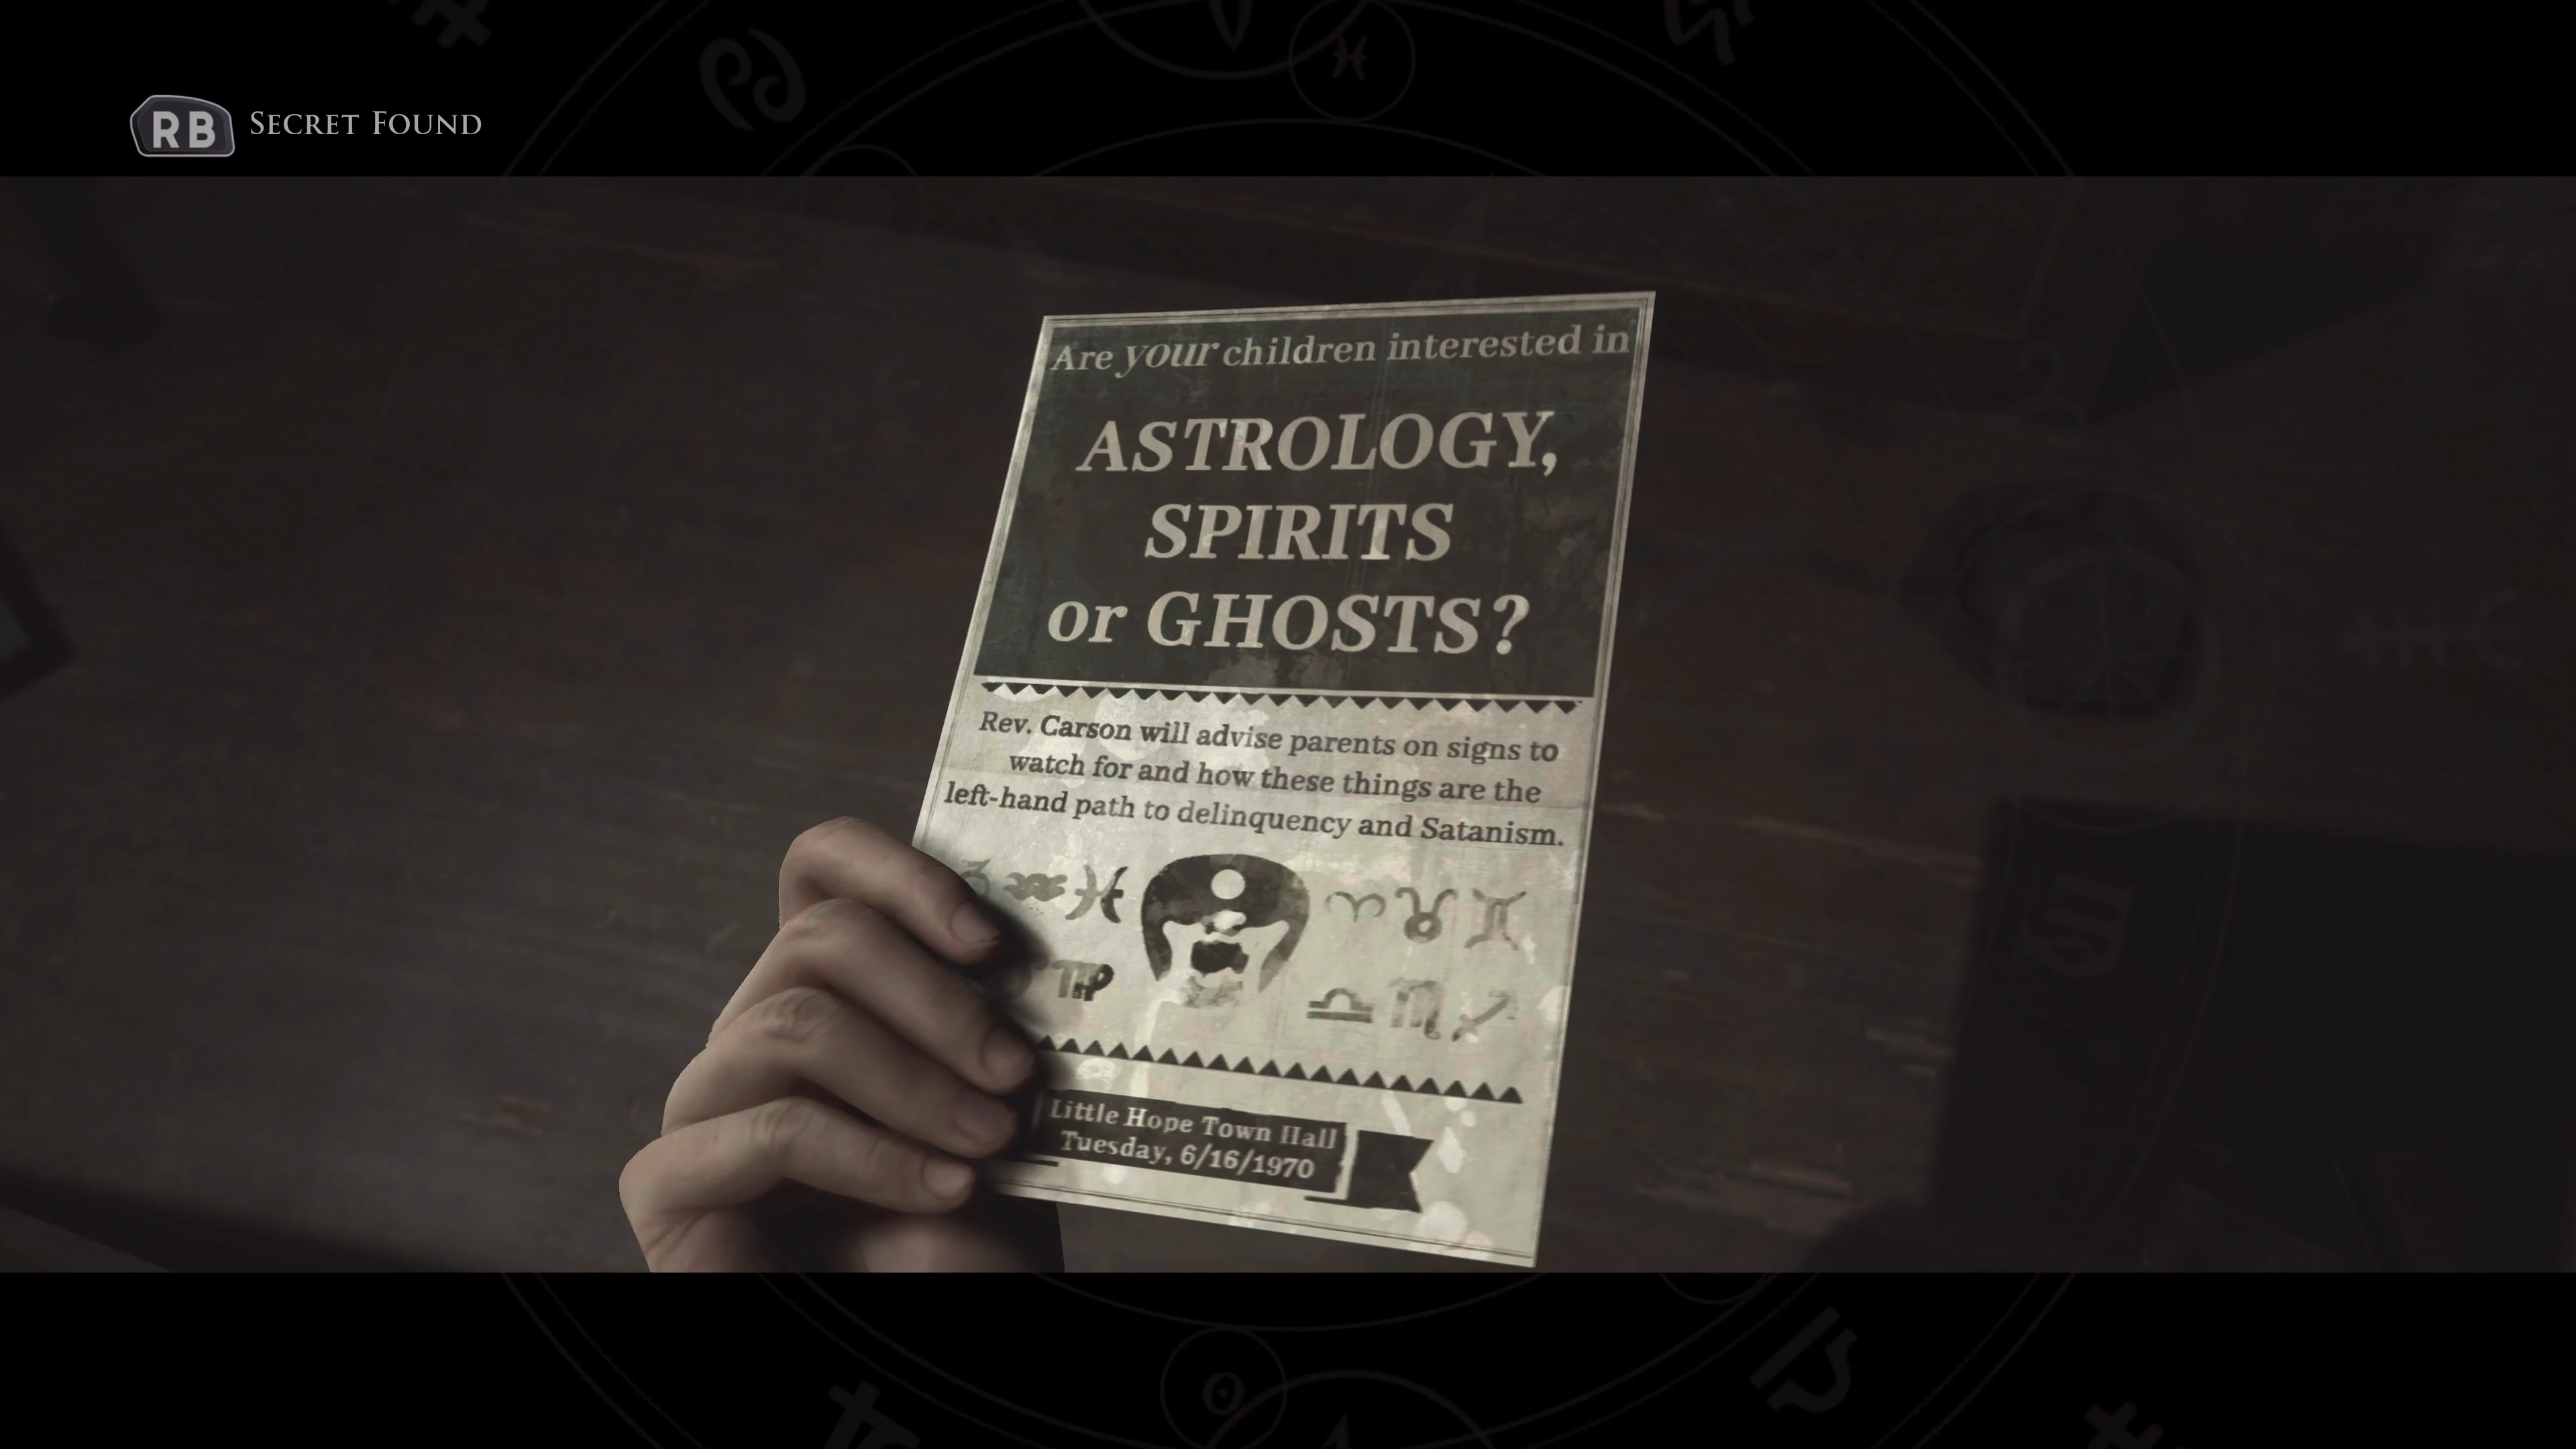 RB SECRET FOUND
Are your children interested in
ASTROLOGY,
SPIRITS
or GHOSTS?
Rev. Carson will advise parents on signs to
watch for and how these things are the
left-hand path to delinquency and Satanism.
Little Hope Town Hall
Tuesday, 6/16/1970